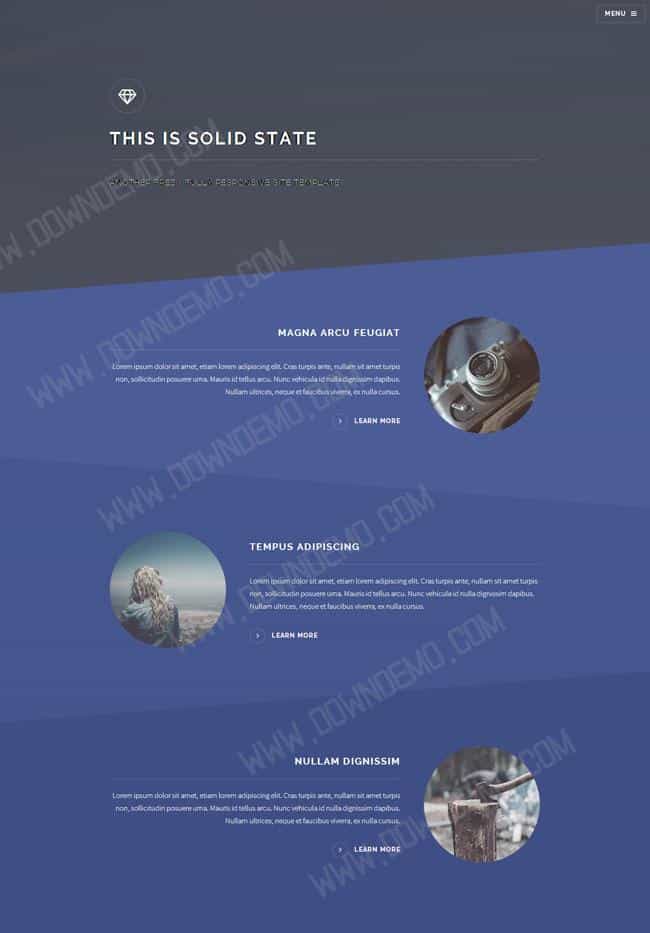 MENU
THIS IS SOLID STATE
ANOTHER FREE
RESPONSIVE SITE TEMPLATE
MAGNA ARCU FEUGIAT
Lorem ipsum dolor sit amet, etiam lorem adipiscing elit. Cras turpis ante, nullam sit amet turpis
non, sollicitudin posuere urna. Mauris id tellus arcu. Nunc vehicula id nulla dignissim dapibus.
Nullam ultrices, neque et faucibus viverra, ex nulla cursus.
LEARN MORE
TEMPUS ADIPISCING
Lorem ipsum dolor sit amet, etiam lorem adipiscing elit. Cras turpis ante, nullam sit amet turpis
non, sollicitudin posuere urna. Mauris id tellus arcu. Nunc vehicula id nulla dignissim dapibus.
Nullam ultrices, neque et faucibus viverra, ex nulla cursus.
LEARN MORE
NULLAM DIGNISSIM
Lorem ipsum dolor sit amet, etiam lorem adipiscing elit. Cras turpis ante, nullam sit amet turpis
non, sollicitudin posuere urna. Mauris id tellus arcu. Nunc vehicula id nulla dignissim dapibus.
Nullam ultrices, neque et faucibus viverra, ex nulla cursus.
LEARN MORE
WWW.DOWNDEMO.COM
WWW.DOWNDEMO.COM
WWW.DOWNDEMO.COM
WWW.DOWNDEMO.COM
WWW.DOWNDEMO.COM
WWW.DOWNDEMO.COM